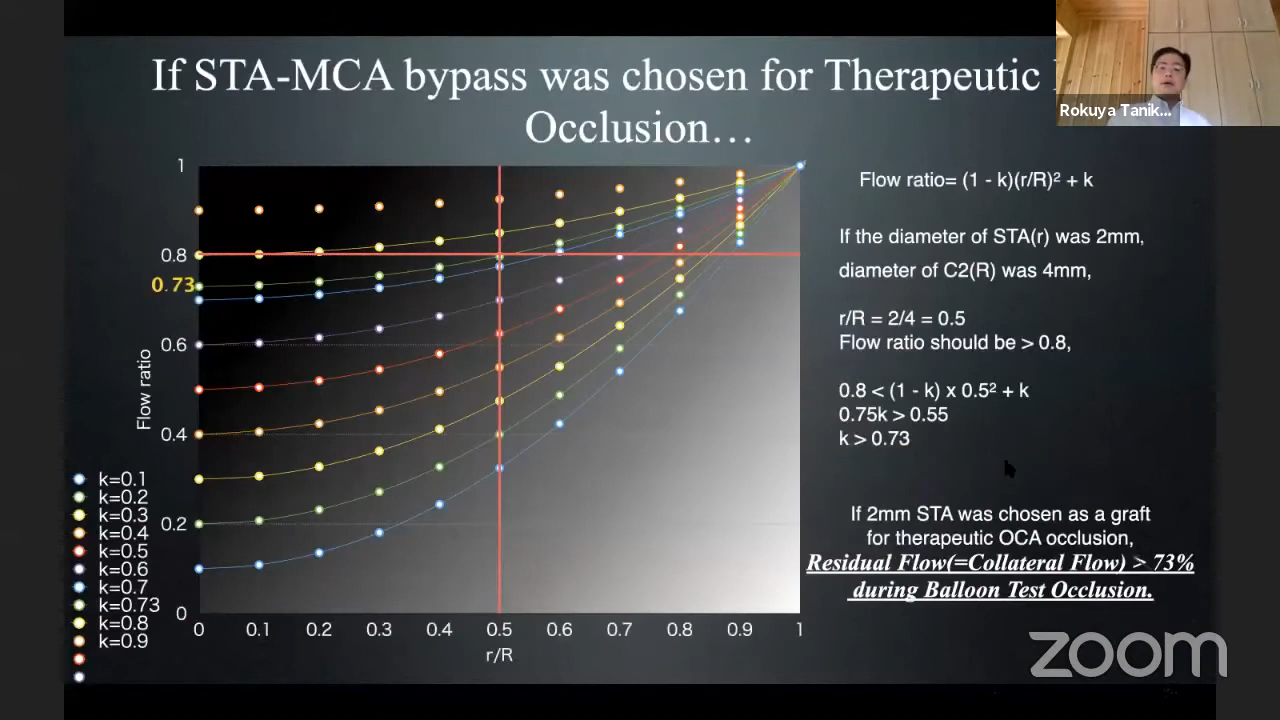 If STA-MCA bypass was chosen for Therapeutic
Occlusion…
Rokuya Tanik...
Flow ratio= (1 - k)(r/R)² + k
If the diameter of STA(r) was 2mm,
diameter of C2(R) was 4mm,
r/R = 2/4 = 0.5
Flow ratio should be > 0.8,
0.8 < (1 - k) x 0.5² + k
0.75k > 0.55
k > 0.73
If 2mm STA was chosen as a graft
for therapeutic OCA occlusion,
Residual Flow(=Collateral Flow) > 73%
during Balloon Test Occlusion.
1
0.8
0.73
0.6
0.4
0.2
0
Flow ratio
0 0.1 0.2 0.3 0.4 0.5 0.6 0.7 0.8 0.9 1
r/R
k=0.1
k=0.2
k=0.3
k=0.4
k=0.5
k=0.6
k=0.7
k=0.73
k=0.8
k=0.9
zoom